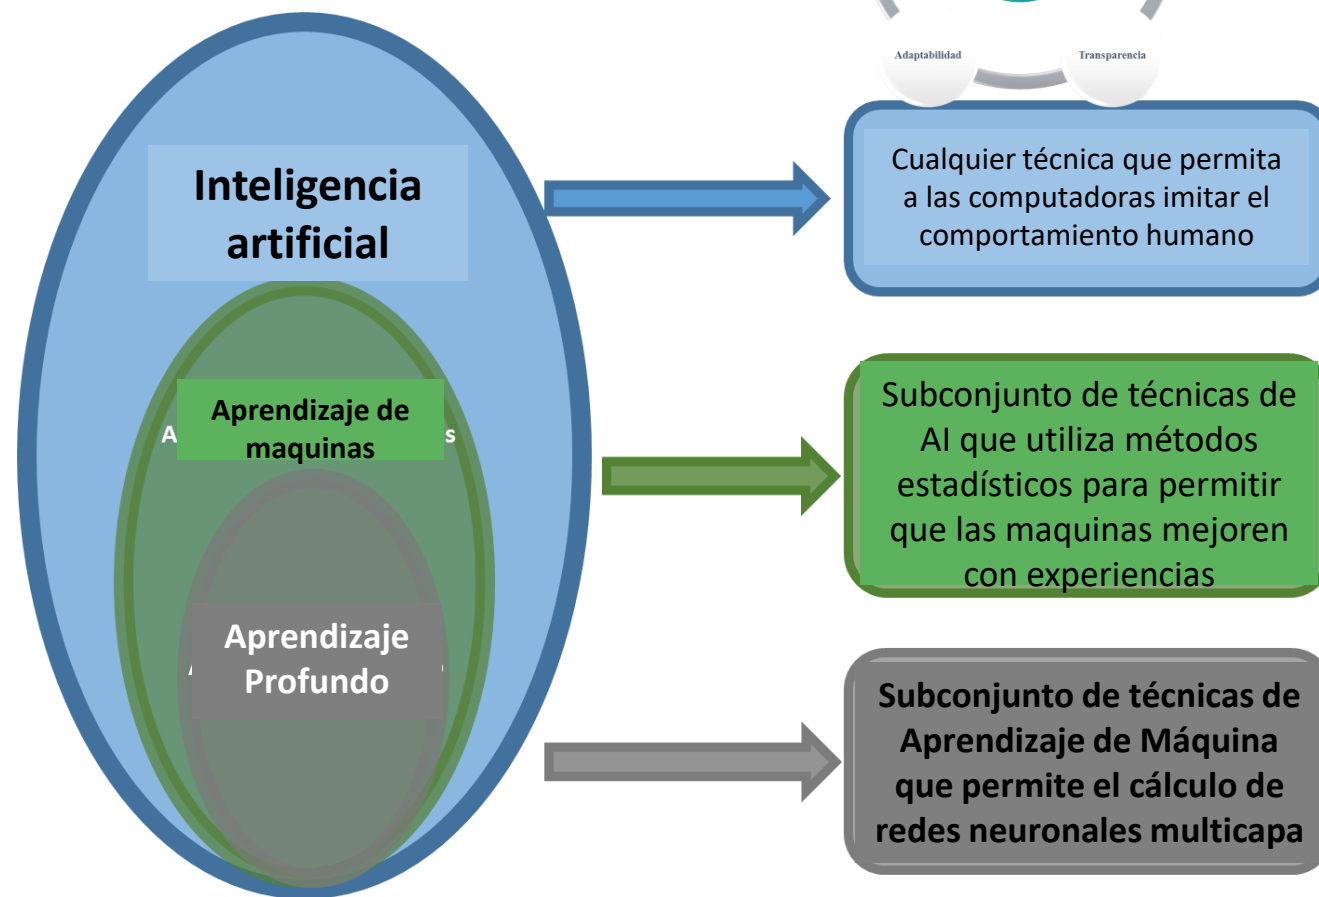 Adaptabilidad
Transparencia
Inteligencia
artificial
Cualquier técnica que permita
a las computadoras imitar el
comportamiento humano
Aprendizaje de
maquinas
Subconjunto de técnicas de
AI que utiliza métodos
estadísticos para permitir
que las maquinas mejoren
con experiencias
Aprendizaje
Profundo
Subconjunto de técnicas de
Aprendizaje de Máquina
que permite el cálculo de
redes neuronales multicapa